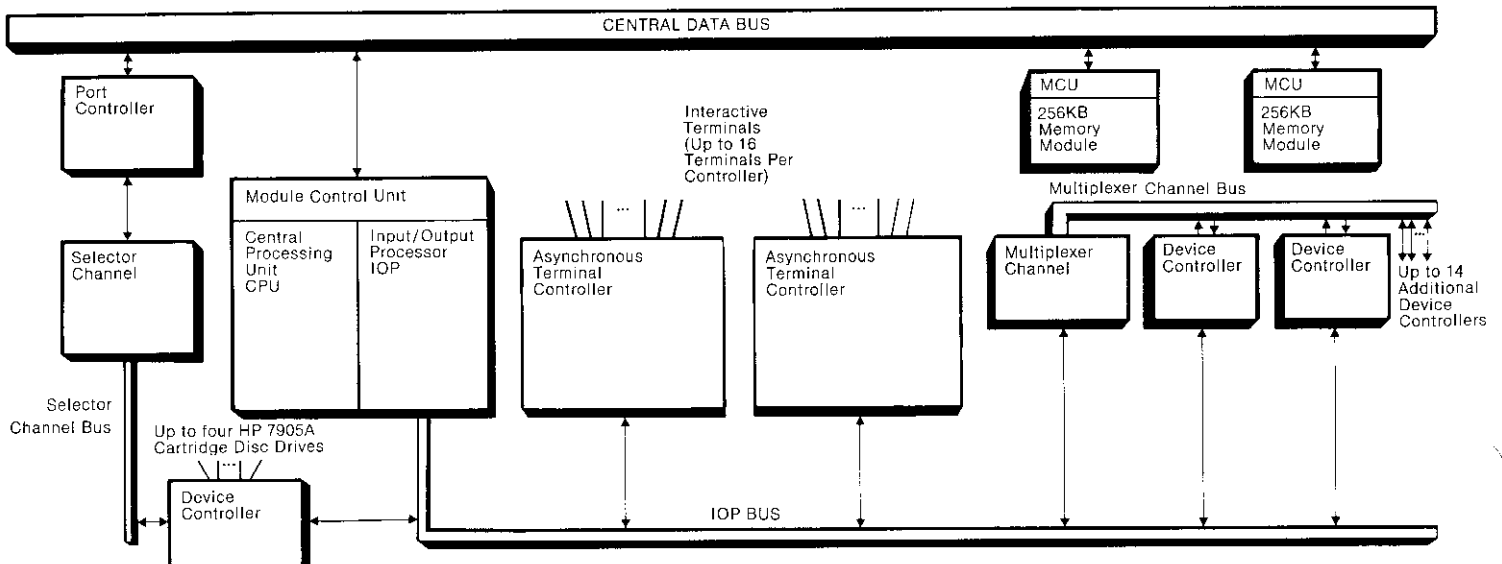 CENTRAL DATA BUS
Port
Controller
MCU
256KB
Memory
Module
MCU
256KB
Memory
Module
Interactive
Terminals
(Up to 16
Terminals Per
Controller)
Module Control Unit
Central
Processing
Unit
CPU
Input/Output
Processor
IOP
Multiplexer Channel Bus
Selector
Channel
...
Asynchronous
Terminal
Controller
...
Asynchronous
Terminal
Controller
Multiplexer
Channel
Device
Controller
Device
Controller
...
Up to 14
Additional
Device
Controllers
Selector
Channel Bus
Up to four HP 7905A
Cartridge Disc Drives
...
Device
Controller
IOP BUS